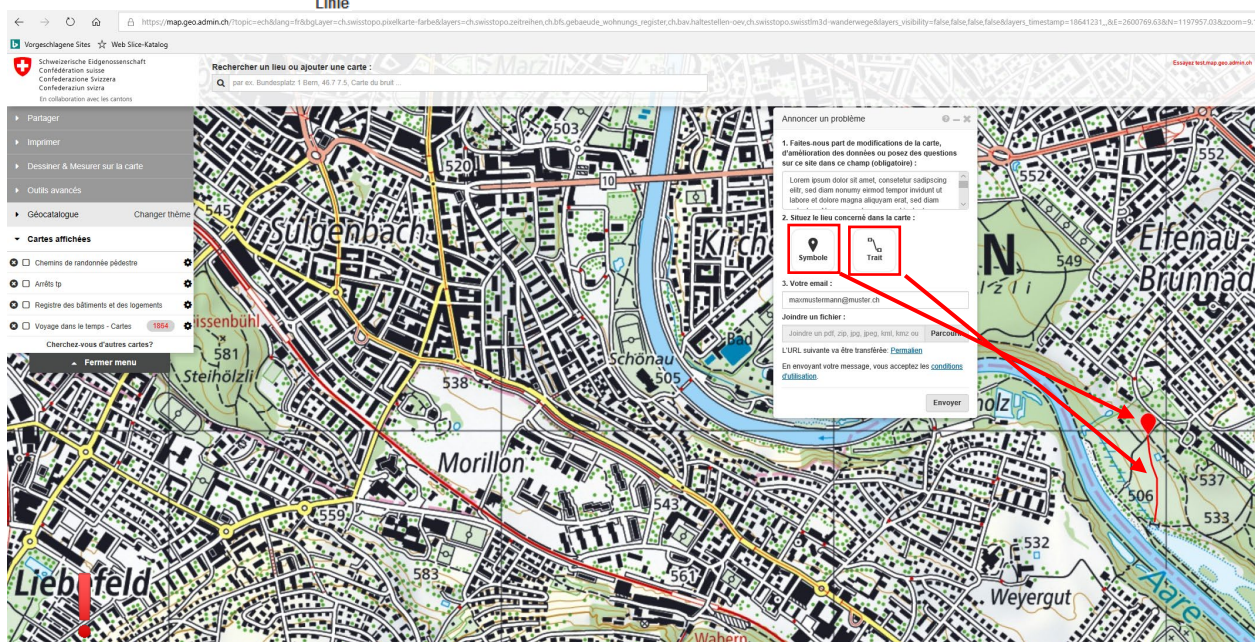 Linie
https://map.geo.admin.ch/?topic=ech&lang=fr&bgLayer=ch.swisstopo.pixelkarte-farbe&layers=ch.swisstopo.zeitreihen,ch.bfs.gebaeude_wohnungs_register,ch.bav.haltestellen-oev,ch.swisstopo.swisstlm3d-wanderwege&layers_visibility=false,false,false,false&layers_timestamp=18641231,,,&E=2600769.63&N=1197957.03&zoom=9.
Vorgeschlagene Sites
Web Slice-Katalog
Schweizerische Eidgenossenschaft
Confédération suisse
Confederazione Svizzera
Confederaziun svizra
En collaboration avec les cantons
Rechercher un lieu ou ajouter une carte :
par ex. Bundesplatz 1 Bern, 46.7 7.5, Carte du bruit ...
Essayez test.map.geo.admin.ch
Partager
Imprimer
Dessiner & Mesurer sur la carte
Outils avancés
Géocatalogue Changer thème
Cartes affichées
Chemins de randonnée pédestre
Arrêts tp
Registre des bâtiments et des logements
Voyage dans le temps - Cartes 1864
Cherchez-vous d'autres cartes?
Fermer menu
Annoncer un problème
1. Faites-nous part de modifications de la carte,
d'amélioration des données ou posez des questions
sur ce site dans ce champ (obligatoire) :
Lorem ipsum dolor sit amet, consetetur sadipscing
elitr, sed diam nonumy eirmod tempor invidunt ut
labore et dolore magna aliquyam erat, sed diam
2. Situez le lieu concerné dans la carte :
Symbole
Trait
3. Votre email :
maxmustermann@muster.ch
Joindre un fichier :
Joindre un pdf, zip, jpg, jpeg, kml, kmz ou
L'URL suivante va être transférée: Permalien
En envoyant votre message, vous acceptez les conditions
d'utilisation.
Envoyer
503
520
10
552
552
545
Sulgenbach
Kirch
N
549
Elfenau-
Brunnad
issenbühl
581
Steinhölzli
Schönau
505
Bad
538
holz
Morillon
543
506
537
533
559
532
583
561
Liebefeld
Weyergut
Aare
Wabern